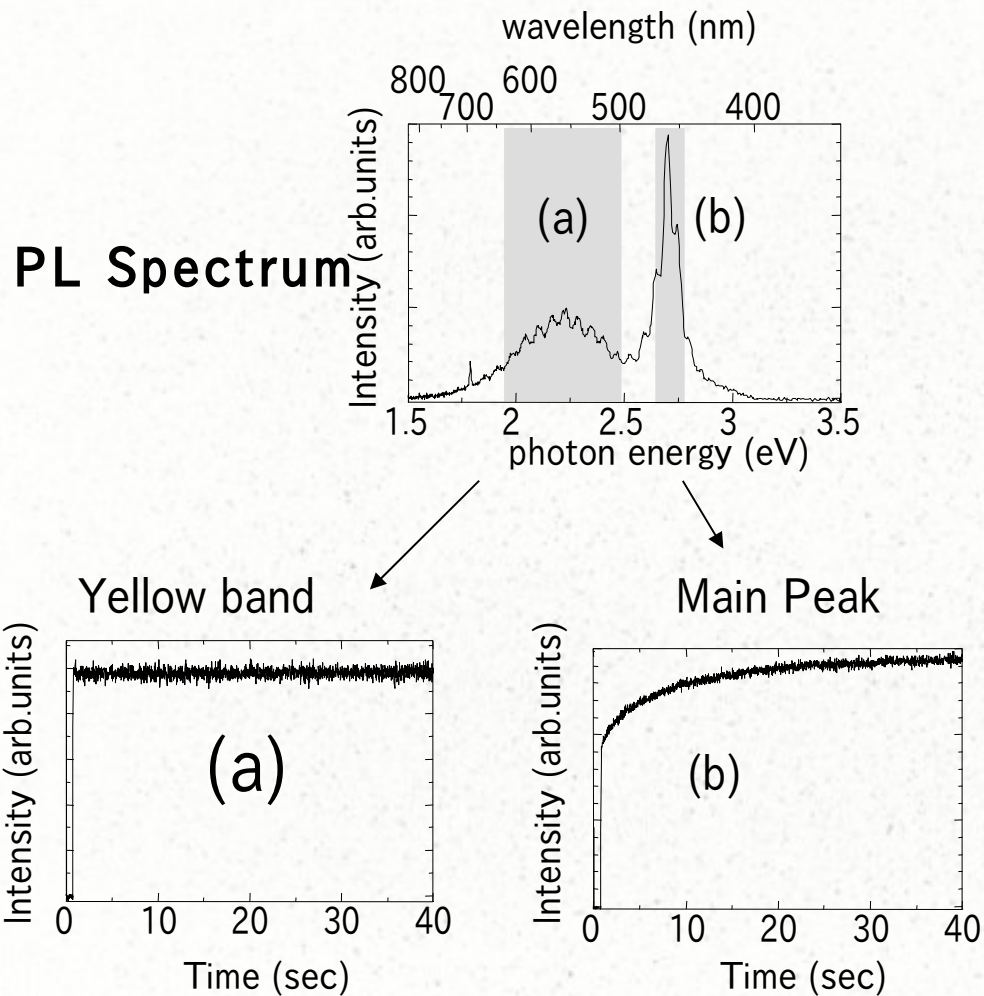 wavelength (nm)
800 700 600 500 400
Intensity (arb.units)
(a) (b)
PL Spectrum
1.5 2 2.5 3 3.5
photon energy (eV)
Yellow band
Main Peak
Intensity (arb.units)
(a)
0 10 20 30 40
Time (sec)
Intensity (arb.units)
(b)
0 10 20 30 40
Time (sec)